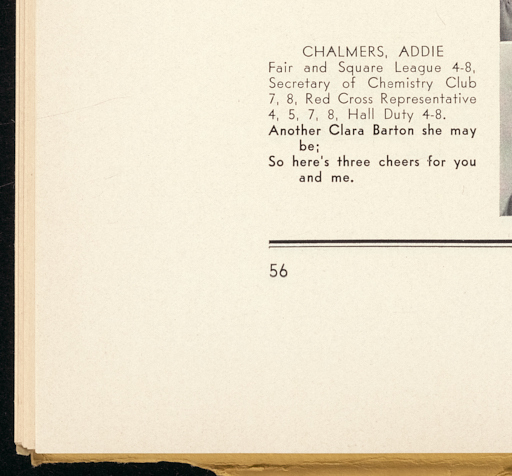 CHALMERS, ADDIE
Fair and Square League 4-8,
Secretary of Chemistry Club
7, 8, Red Cross Representative
4, 5, 7, 8, Hall Duty 4-8.
Another Clara Barton she may
be;
So here's three cheers for you
and me.
56